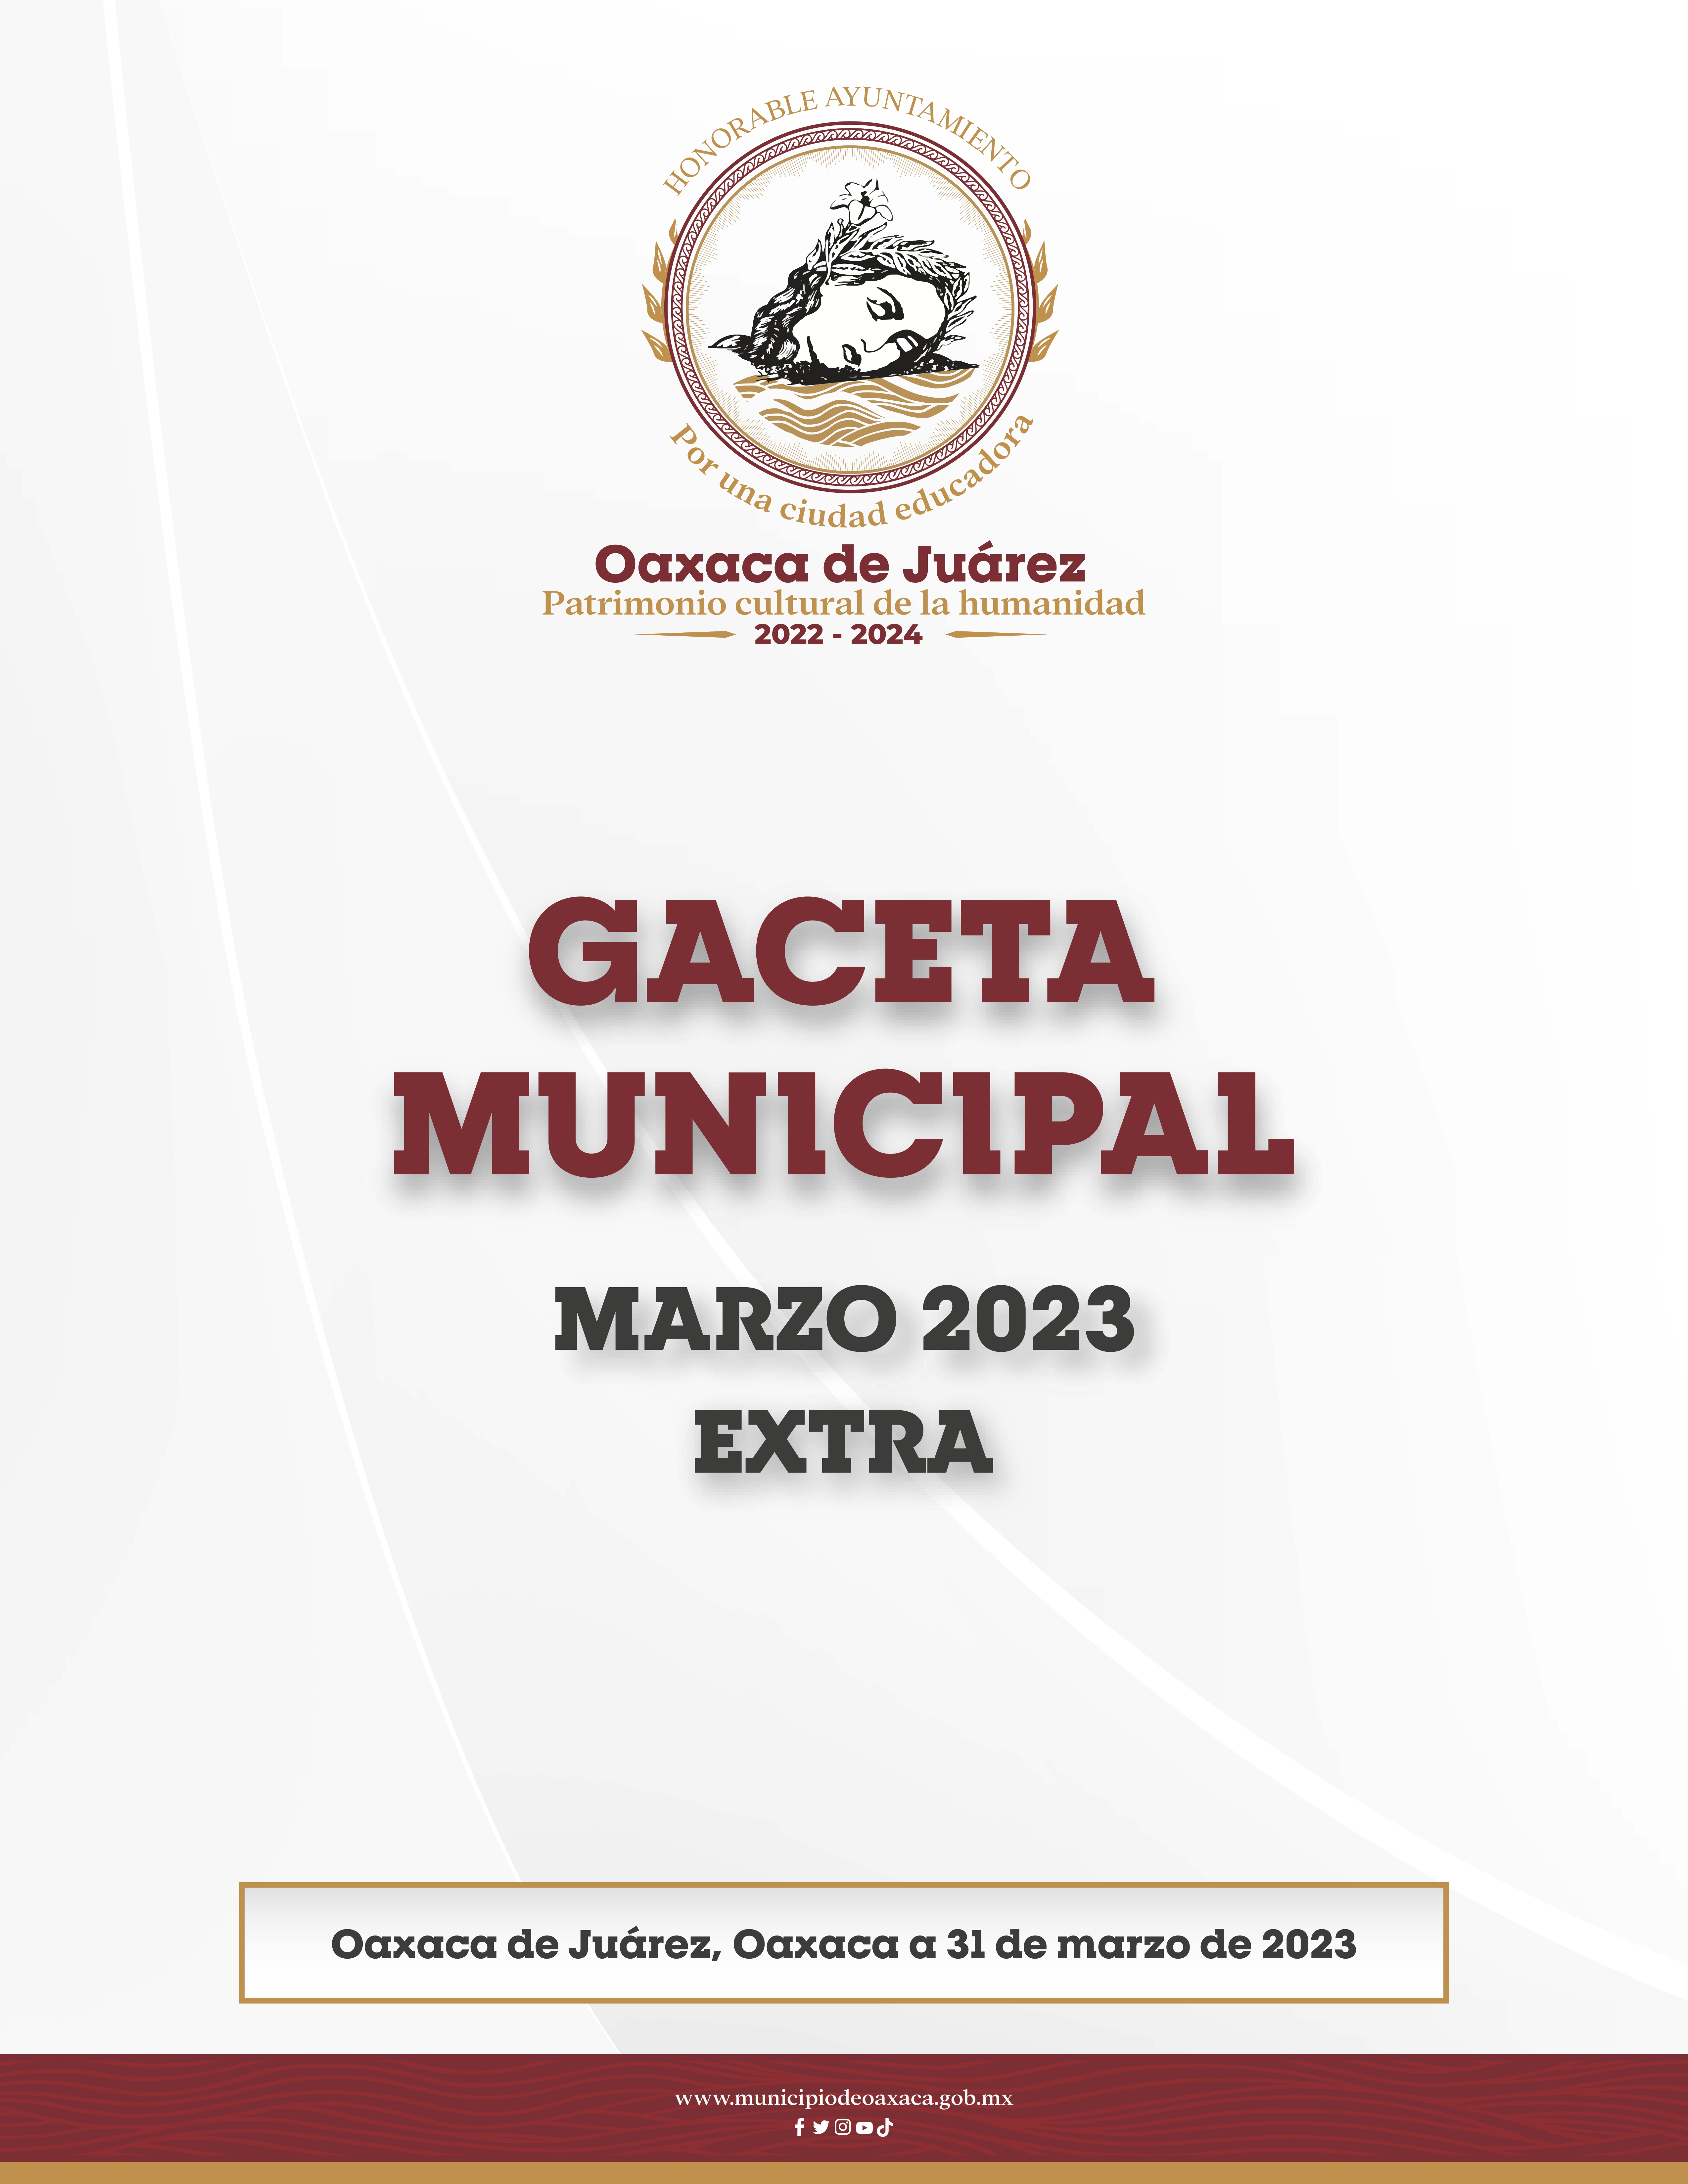 HONORABLE AYUNTAMIENTO
Por una ciudad educadora
Oaxaca de Juárez
Patrimonio cultural de la humanidad
2022 - 2024
GACETA
MUNICIPAL
MARZO 2023
EXTRA
Oaxaca de Juárez, Oaxaca a 31 de marzo de 2023
www.municipiodeoaxaca.gob.mx